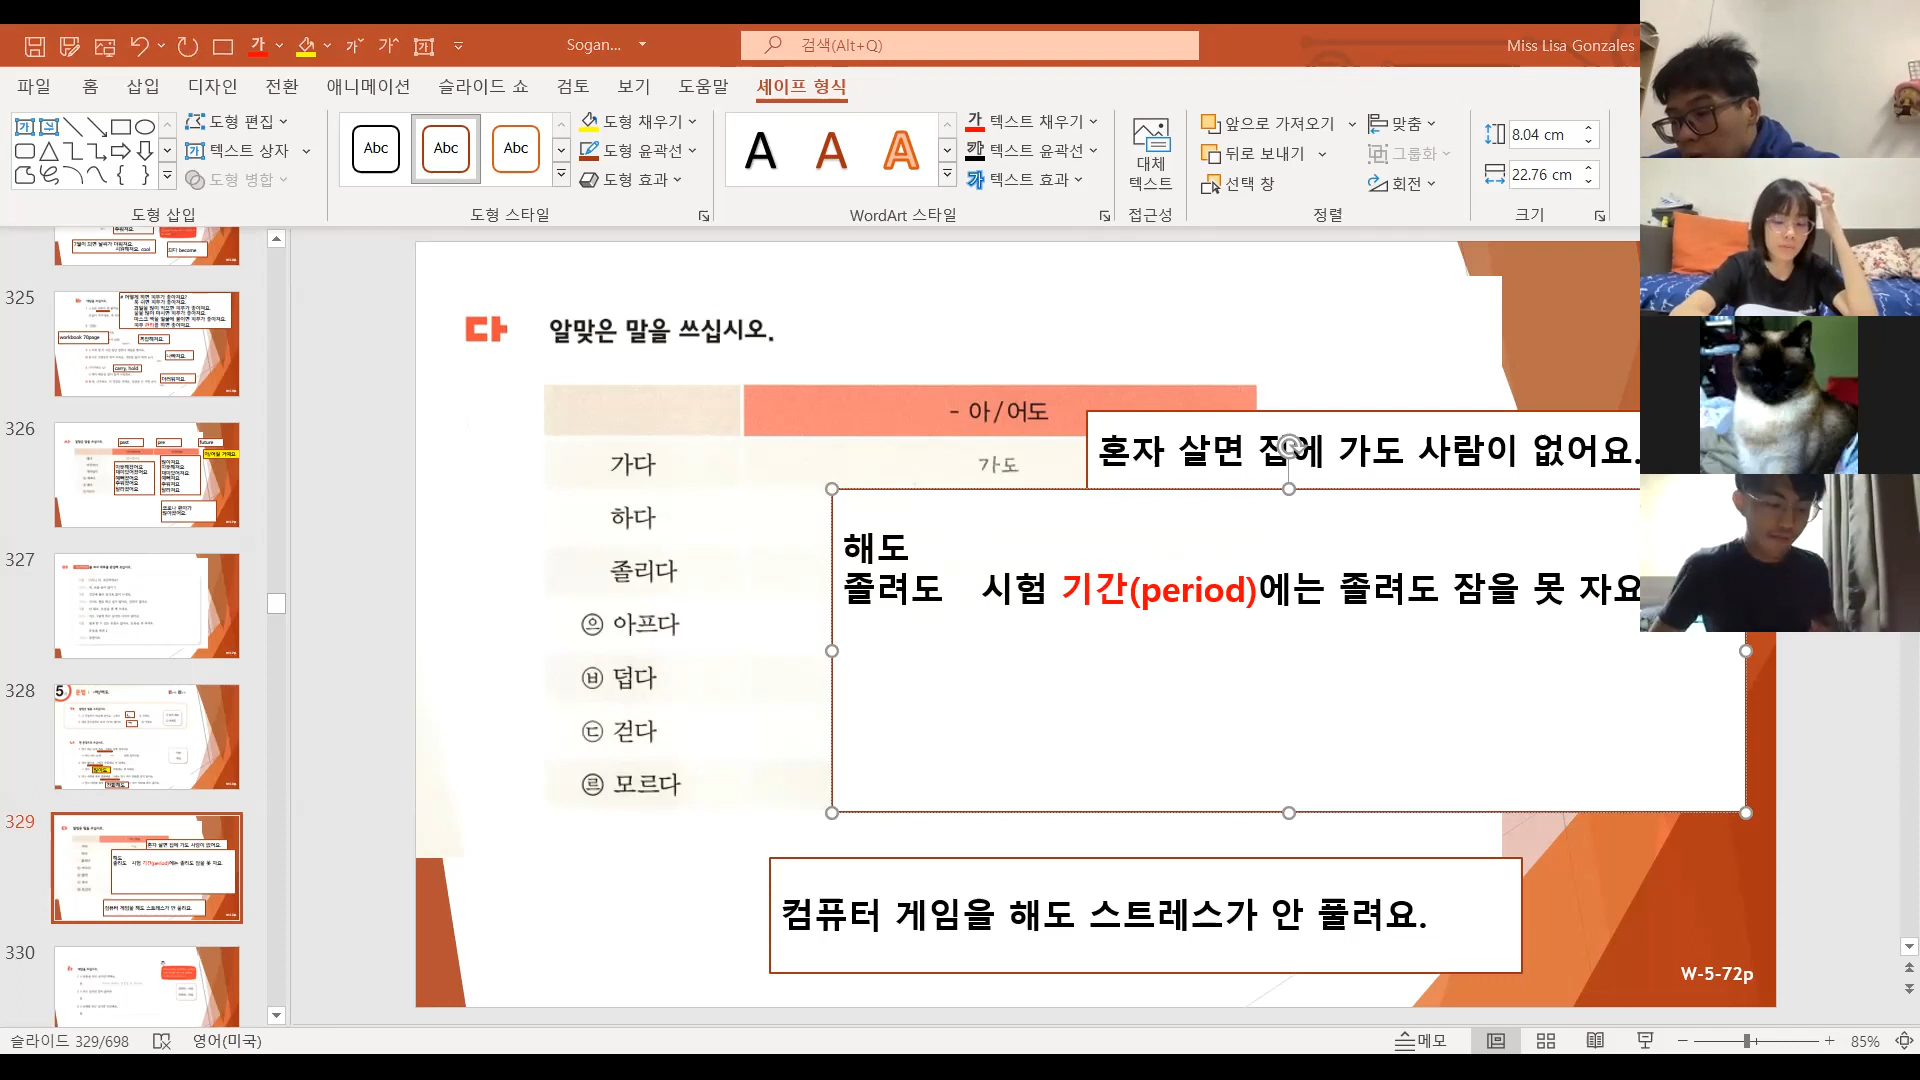 Sogan...
검색(Alt+Q)
Miss Lisa Gonzales
파일 홈 삽입 디자인 전환 애니메이션 슬라이드 쇼 검토 보기 도움말 셰이프 형식
도형 편집
텍스트 상자
도형 병합
도형 삽입
Abc Abc Abc
도형 채우기
도형 윤곽선
도형 효과
도형 스타일
A A A
텍스트 채우기
텍스트 윤곽선
텍스트 효과
WordArt 스타일
대체
텍스트
접근성
앞으로 가져오기
뒤로 보내기
선택 창
맞춤
그룹화
회전
정렬
8.04 cm
22.76 cm
크기
325
workbook 70page
carry, hold
326
past pre future
327
328
329
330
다 알맞은 말을 쓰십시오.
- 아/어도
가다 가도
하다
졸리다
으 아프다
ㅂ 덥다
ㄷ 걷다
르 모르다
혼자 살면 집에 가도 사람이 없어요.
해도
졸려도 시험 기간(period)에는 졸려도 잠을 못 자요
컴퓨터 게임을 해도 스트레스가 안 풀려요.
W-5-72p
슬라이드 329/698 영어(미국)
메모
85%